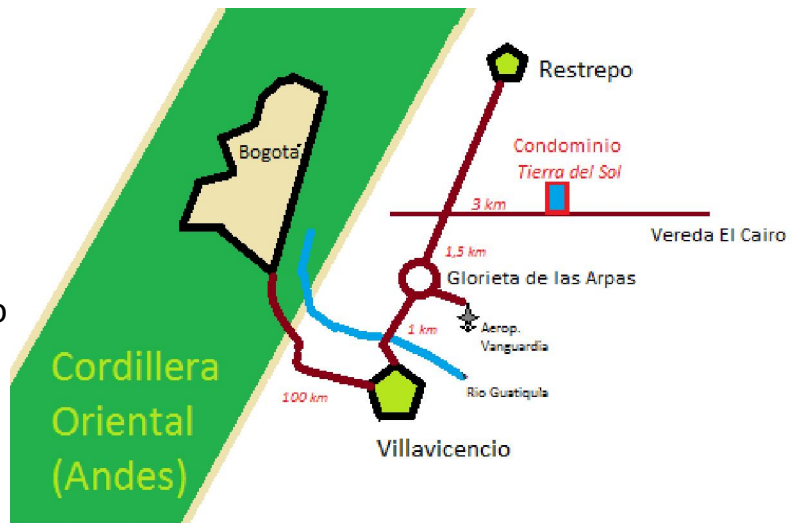 Restrepo
Condominio
Tierra del Sol
Bogotá
3 km
Vereda El Cairo
1,5 km
Glorieta de las Arpas
o
1 km
Aerop.
Vanguardia
Cordillera
Oriental
(Andes)
100 km
Rio Guatiquía
Villavicencio